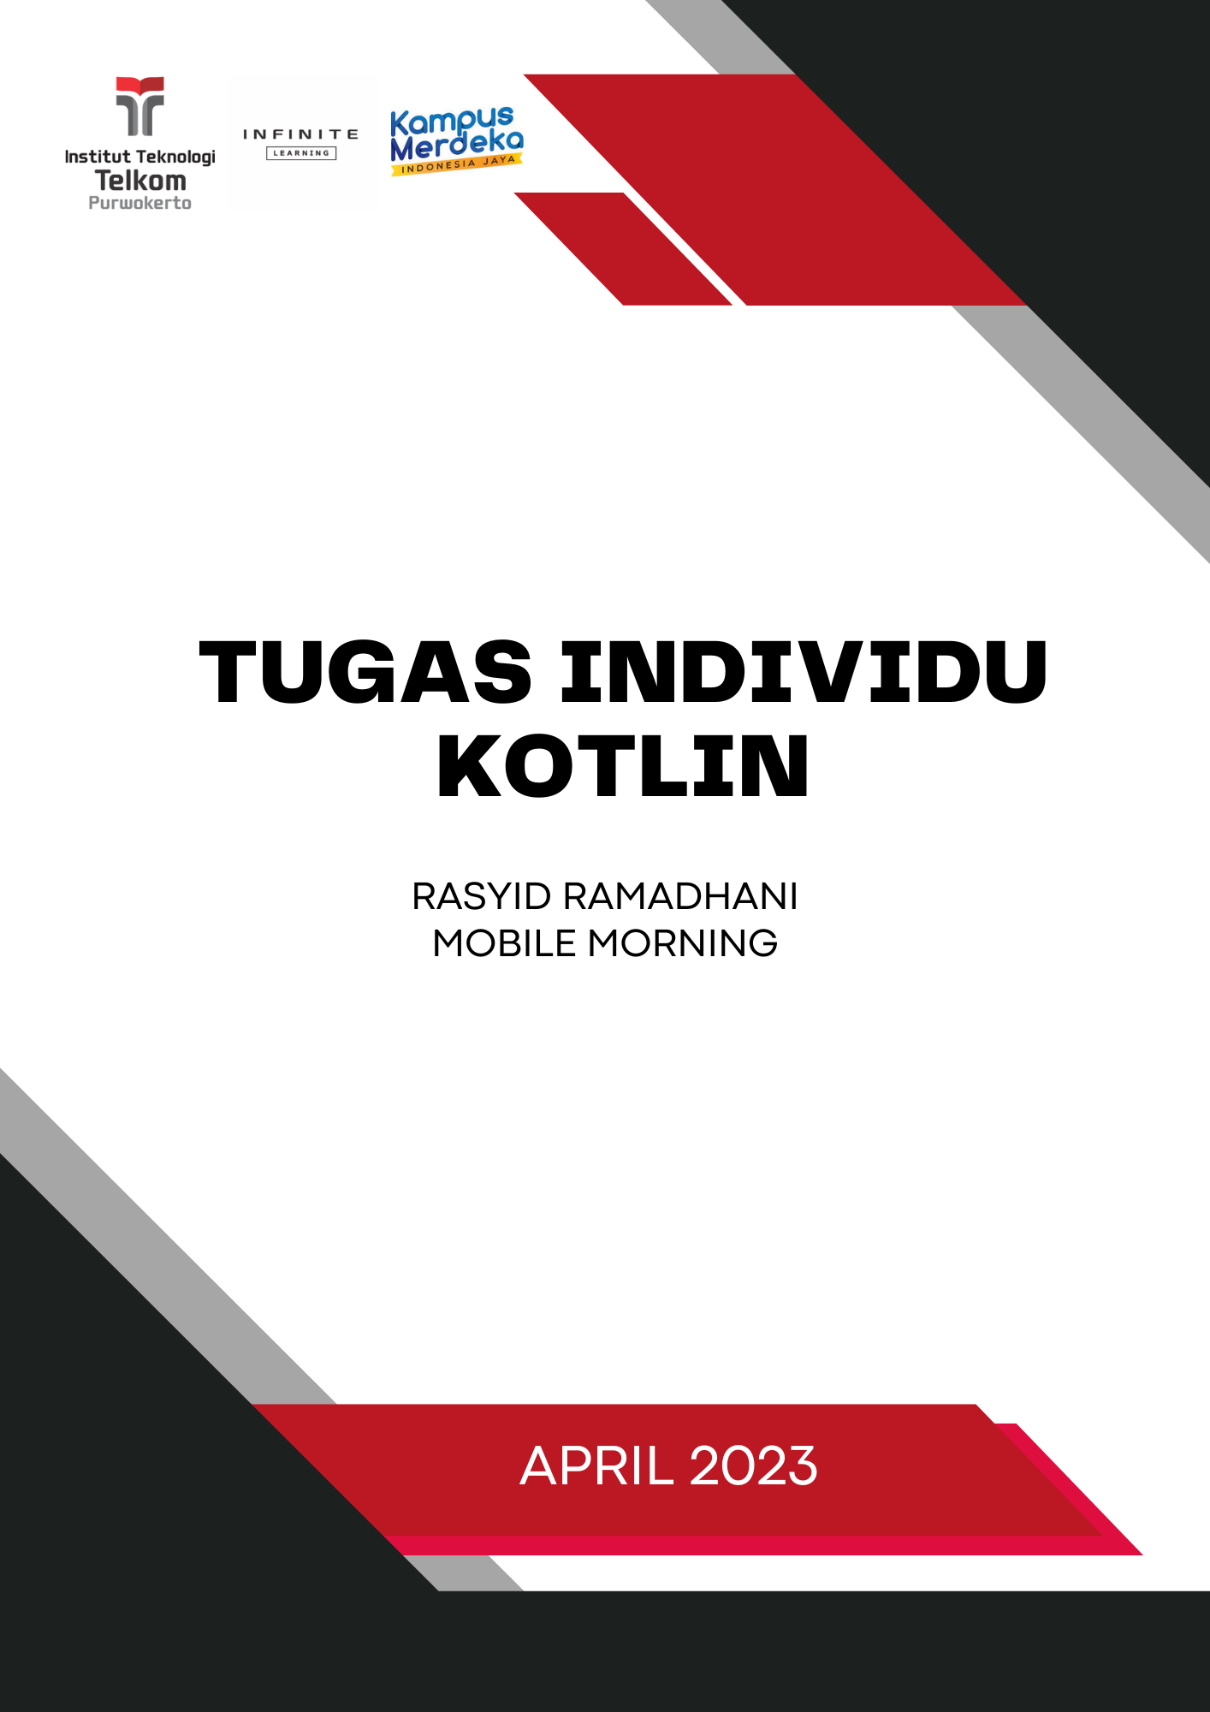 Institut Teknologi
Telkom
Purwokerto
INFINITE
LEARNING
Kampus
Merdeka
INDONESIA JAYA
TUGAS INDIVIDU
KOTLIN
RASYID RAMADHANI
MOBILE MORNING
APRIL 2023